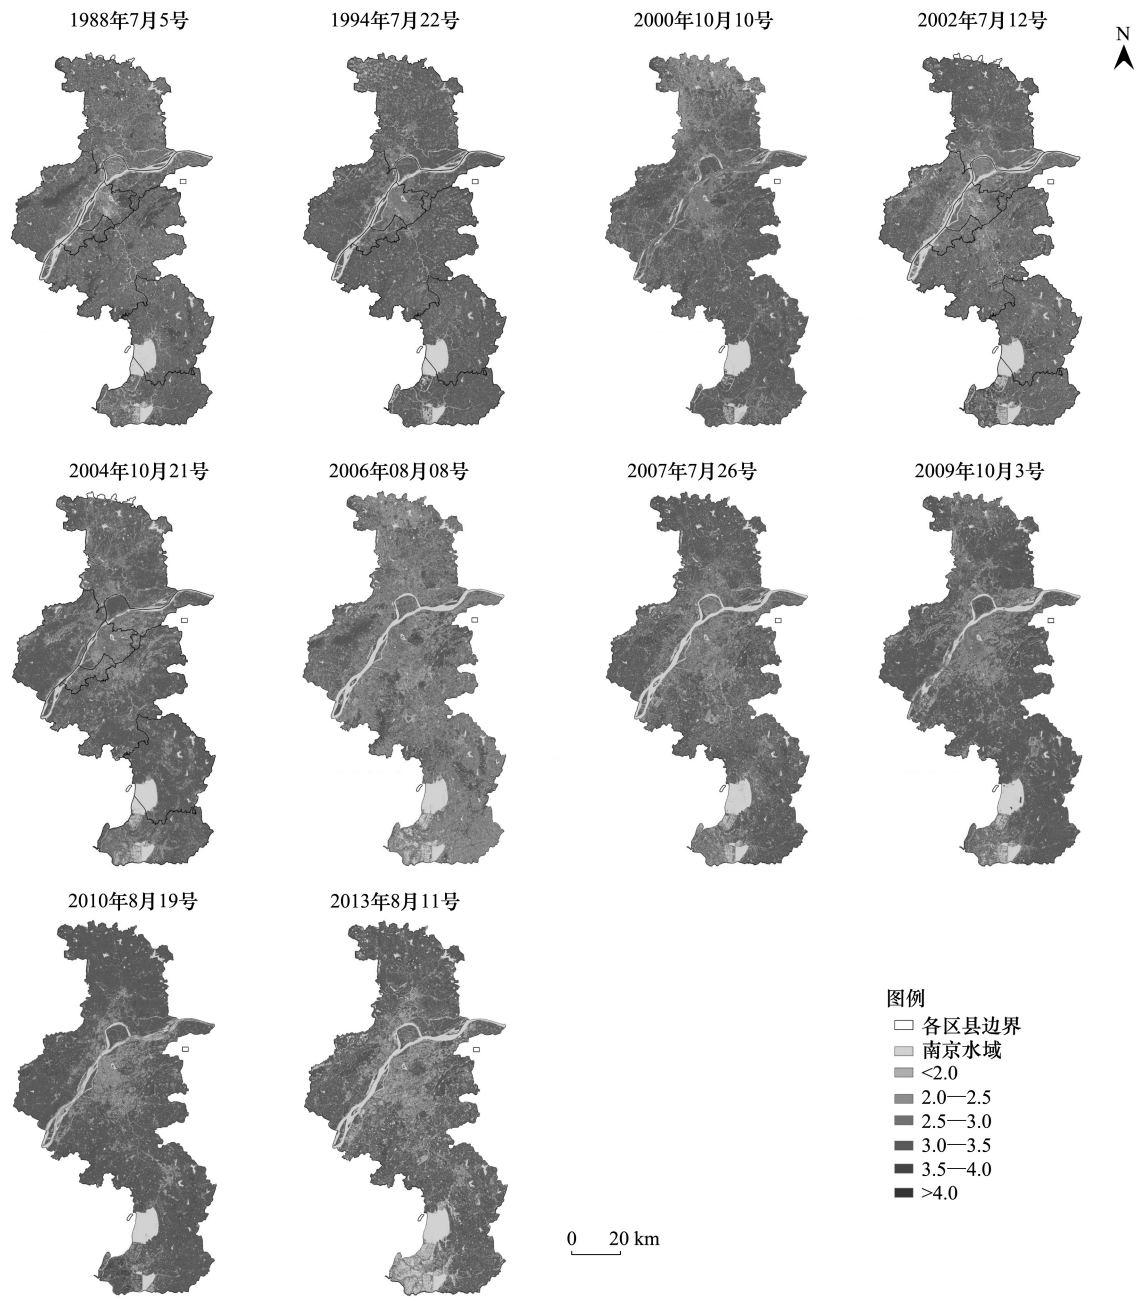 1988年7月5号
1994年7月22号
2000年10月10号
2002年7月12号
N
2004年10月21号
2006年08月08号
2007年7月26号
2009年10月3号
2010年8月19号
2013年8月11号
图例
各区县边界
南京水域
<2.0
2.0—2.5
2.5—3.0
3.0—3.5
3.5—4.0
>4.0
0 20 km